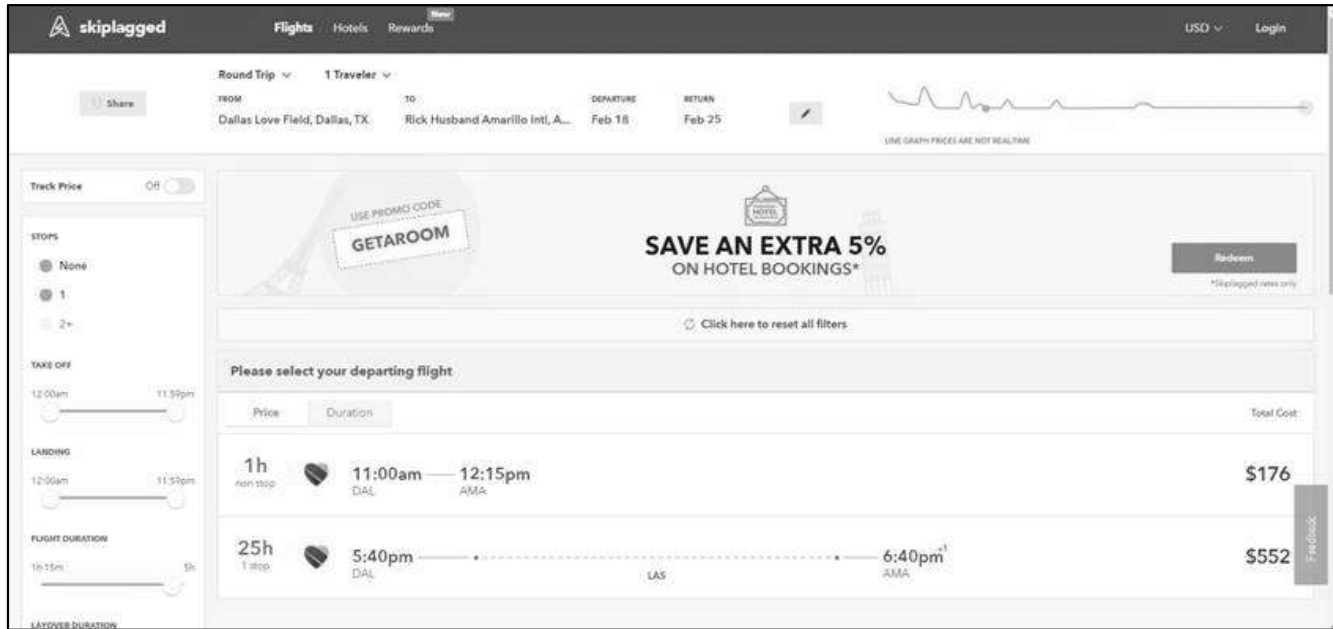 skiplagged
Flights Hotels Rewards New
USD Login
Share
Round Trip 1 Traveler
FROM TO DEPARTURE RETURN
Dallas Love Field, Dallas, TX Rick Husband Amarillo Intl, A... Feb 18 Feb 25
LINE GRAPH PRICES ARE NOT REAL-TIME
Track Price Off
USE PROMO CODE
GETAROOM
HOTEL
SAVE AN EXTRA 5%
ON HOTEL BOOKINGS*
Redeem
*Skiplagged rates only
STOPS
None
1
2+
Click here to reset all filters
TAKE OFF
12:00am 11:59pm
Please select your departing flight
Price Duration Total Cost
LANDING
12:00am 11:59pm
1h
non stop
11:00am 12:15pm
DAL AMA
$176
FLIGHT DURATION
1h 15m 5h
25h
1 stop
5:40pm 6:40pm+1
DAL LAS AMA
$552
Feedback
LAYOVER DURATION